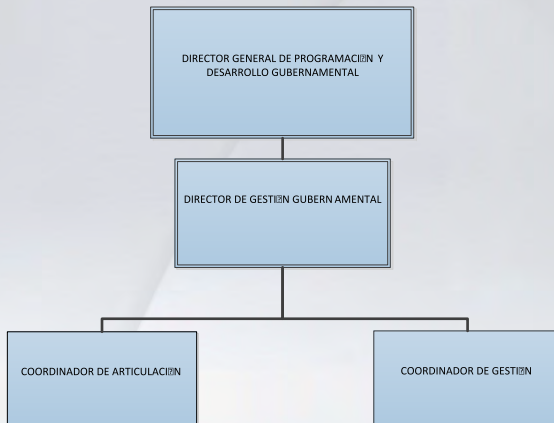 DIRECTOR GENERAL DE PROGRAMACI�N Y
DESARROLLO GUBERNAMENTAL
DIRECTOR DE GESTI�N GUBERN AMENTAL
COORDINADOR DE ARTICULACI�N
COORDINADOR DE GESTI�N